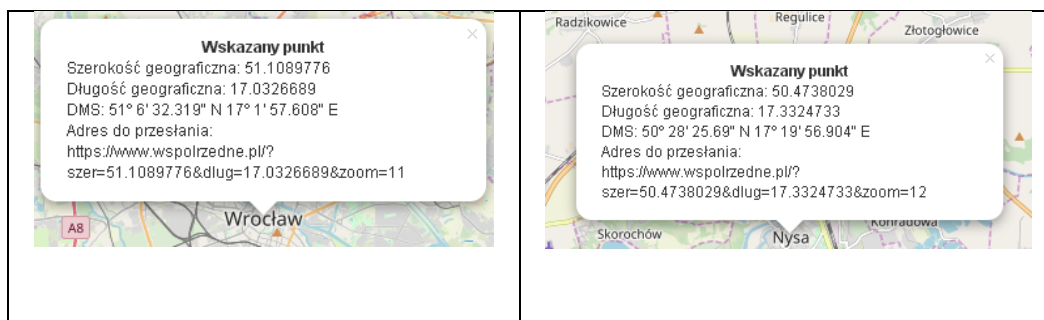 Wskazany punkt
Szerokość geograficzna: 51.1089776
Długość geograficzna: 17.0326689
DMS: 51° 6' 32.319" N 17° 1' 57.608" E
Adres do przesłania:
https://www.wspolrzedne.pl/?
szer=51.1089776&dlug=17.0326689&zoom=11
A8
Wrocław
Radzikowice
Regulice
Złotogłowice
Wskazany punkt
Szerokość geograficzna: 50.4738029
Długość geograficzna: 17.3324733
DMS: 50° 28' 25.69" N 17° 19' 56.904" E
Adres do przesłania:
https://www.wspolrzedne.pl/?
szer=50.4738029&dlug=17.3324733&zoom=12
Skorochów
Nysa
Konradowa